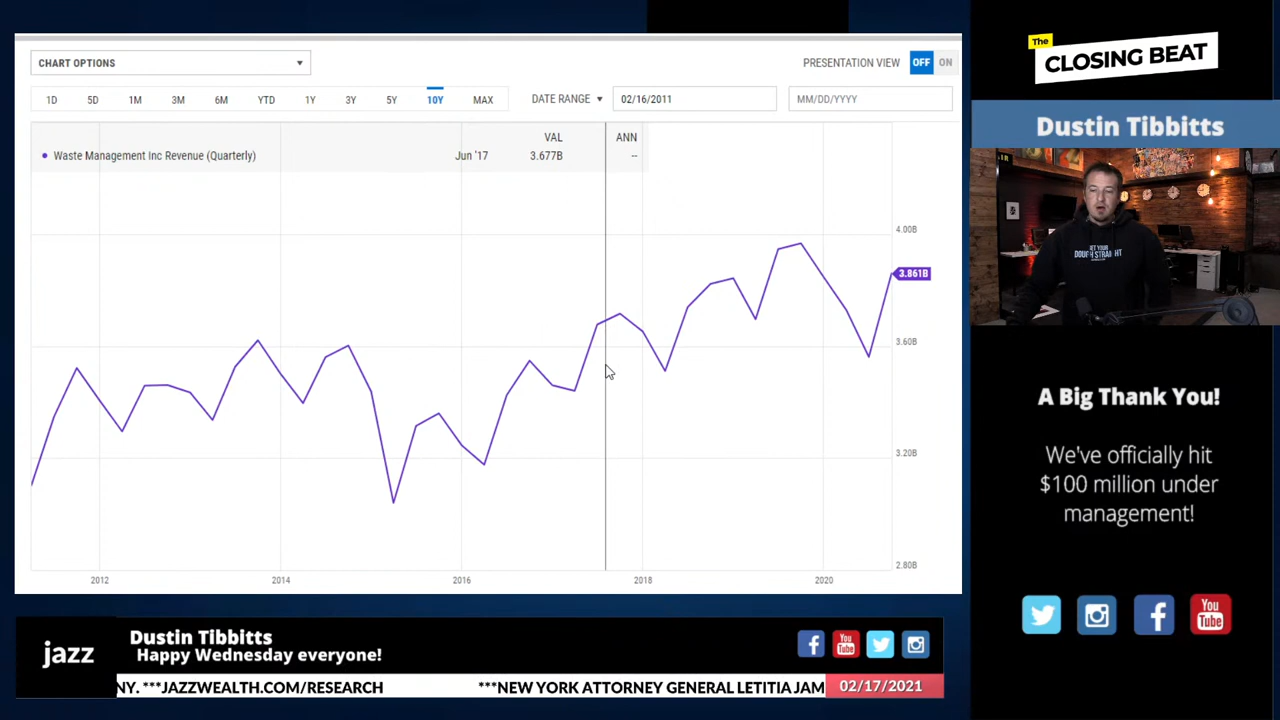 CHART OPTIONS
PRESENTATION VIEW OFF ON
1D 5D 1M 3M 6M YTD 1Y 3Y 5Y 10Y MAX DATE RANGE 02/16/2011 MM/DD/YYYY
VAL ANN
Waste Management Inc Revenue (Quarterly) Jun '17 3.677B --
4.00B
3.861B
3.60B
3.20B
2.80B
2012 2014 2016 2018 2020
The
CLOSING BEAT
Dustin Tibbitts
A Big Thank You!
We've officially hit
$100 million under
management!
You
Tube
jazz
Dustin Tibbitts
Happy Wednesday everyone!
You
Tube
NY. ***JAZZWEALTH.COM/RESEARCH ***NEW YORK ATTORNEY GENERAL LETITIA JAM
02/17/2021